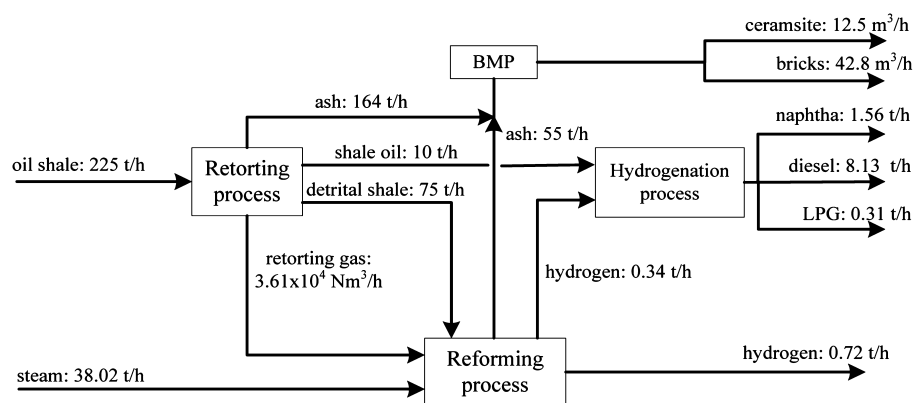 ceramsite: 12.5 m³/h
BMP
bricks: 42.8 m³/h
ash: 164 t/h
naphtha: 1.56 t/h
ash: 55 t/h
oil shale: 225 t/h
Retorting
process
shale oil: 10 t/h
Hydrogenation
process
diesel: 8.13 t/h
detrital shale: 75 t/h
LPG: 0.31 t/h
retorting gas:
3.61x10⁴ Nm³/h
hydrogen: 0.34 t/h
Reforming
process
hydrogen: 0.72 t/h
steam: 38.02 t/h